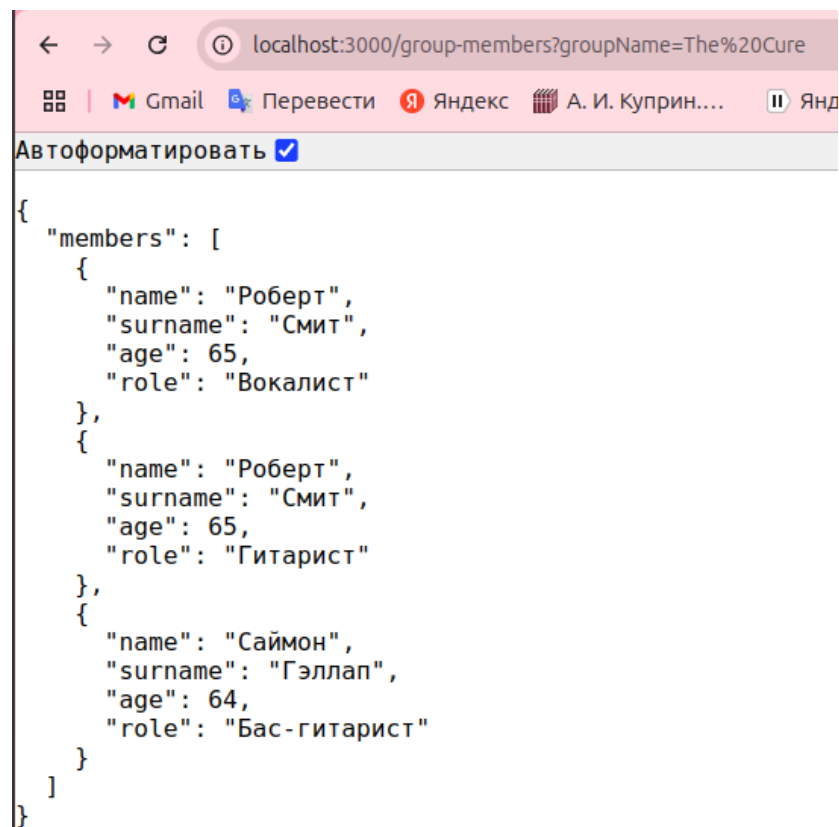 localhost:3000/group-members?groupName=The%20Cure
Gmail Перевести Яндекс А. И. Куприн.... Янд
Автоформатировать
{
  "members": [
    {
      "name": "Роберт",
      "surname": "Смит",
      "age": 65,
      "role": "Вокалист"
    },
    {
      "name": "Роберт",
      "surname": "Смит",
      "age": 65,
      "role": "Гитарист"
    },
    {
      "name": "Саймон",
      "surname": "Гэллап",
      "age": 64,
      "role": "Бас-гитарист"
    }
  ]
}